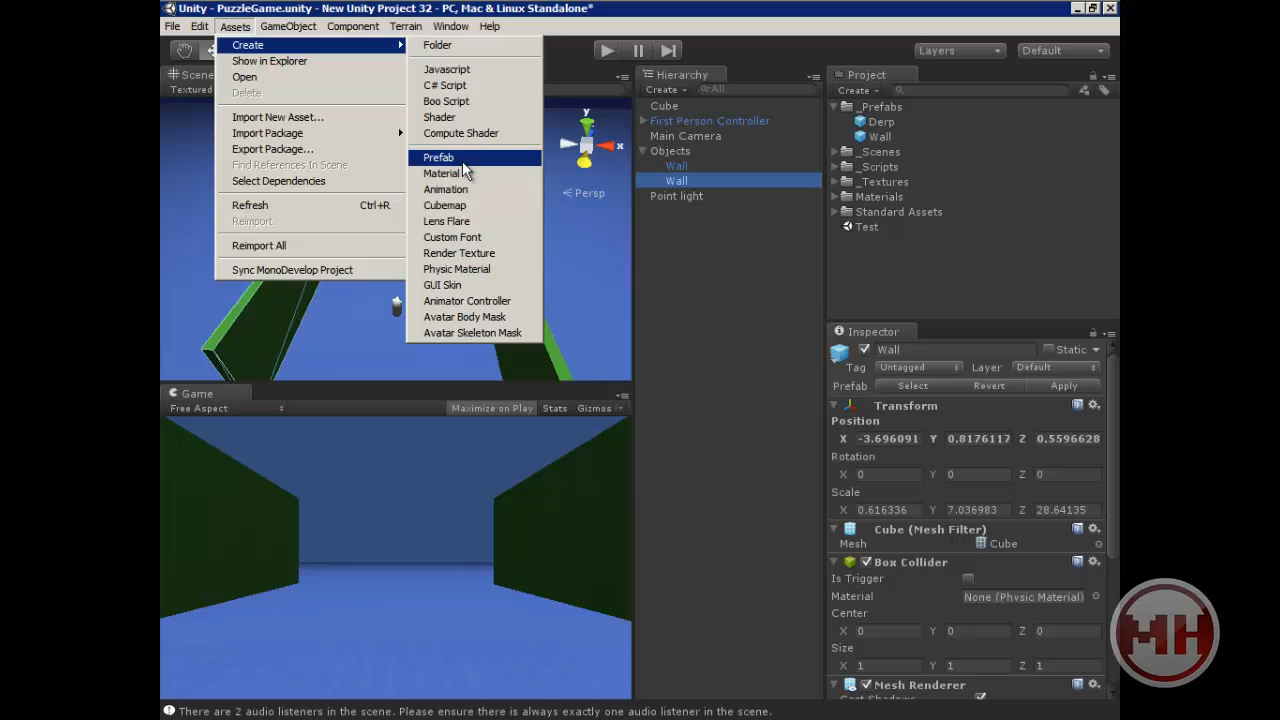 Unity - PuzzleGame.unity - New Unity Project 32 - PC, Mac & Linux Standalone*
File Edit Assets GameObject Component Terrain Window Help
Create
Show in Explorer
Open
Delete
Import New Asset...
Import Package
Export Package...
Find References In Scene
Select Dependencies
Refresh Ctrl+R
Reimport
Reimport All
Sync MonoDevelop Project
Folder
Javascript
C# Script
Boo Script
Shader
Compute Shader
Prefab
Material
Animation
Cubemap
Lens Flare
Custom Font
Render Texture
Physic Material
GUI Skin
Animator Controller
Avatar Body Mask
Avatar Skeleton Mask
Layers Default
Scene
Textured
y
x
Persp
Game
Free Aspect Maximize on Play Stats Gizmos
Hierarchy
Create All
Cube
First Person Controller
Main Camera
Objects
Wall
Wall
Point light
Project
Create
_Prefabs
Derp
Wall
_Scenes
_Scripts
_Textures
Materials
Standard Assets
Test
Inspector
Wall Static
Tag Untagged Layer Default
Prefab Select Revert Apply
Transform
Position
X -3.696091 Y 0.8176117 Z 0.5596628
Rotation
X 0 Y 0 Z 0
Scale
X 0.616336 Y 7.036983 Z 28.64135
Cube (Mesh Filter)
Mesh Cube
Box Collider
Is Trigger
Material None (Physic Material)
Center
X 0 Y 0 Z 0
Size
X 1 Y 1 Z 1
Mesh Renderer
Cast Shadows
There are 2 audio listeners in the scene. Please ensure there is always exactly one audio listener in the scene.
MH